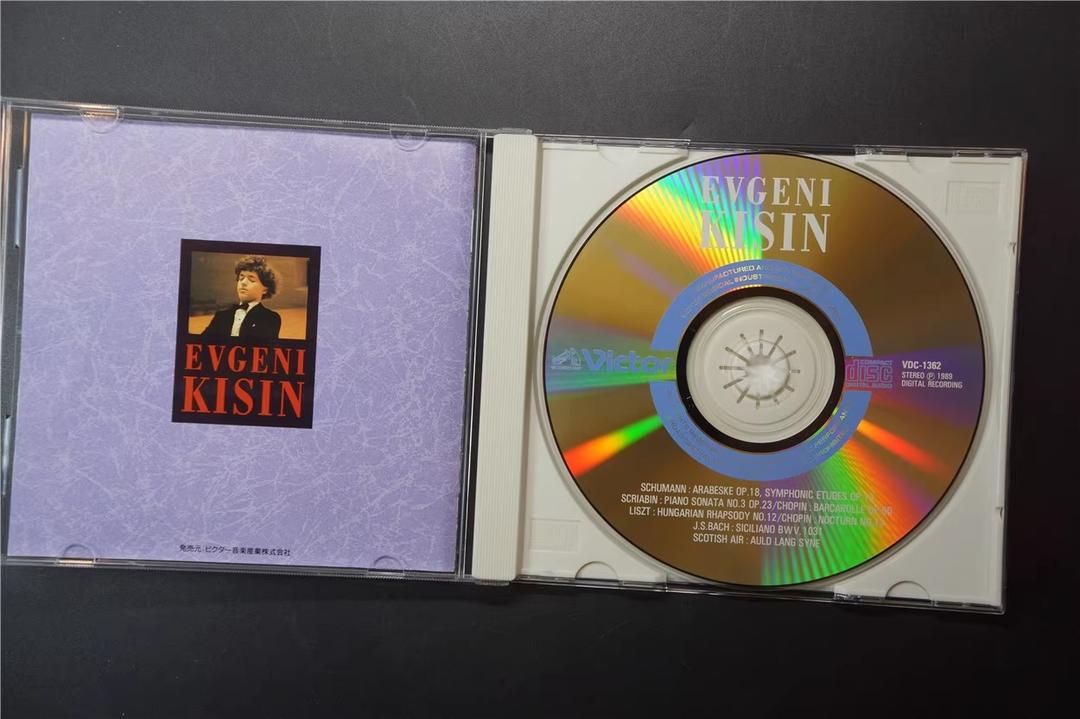 EVGENI
KISIN
発売元/ビクター音楽産業株式会社
EVGENI
KISIN
MANUFACTURED AND
Victor
COMPACT
disc
DIGITAL AUDIO
VDC-1362
STEREO Ⓟ 1989
DIGITAL RECORDING
SCHUMANN : ARABESKE OP.18, SYMPHONIC ETUDES OP.
SCRIABIN : PIANO SONATA NO.3 OP.23/CHOPIN : BARCAROLLE OP.60
LISZT : HUNGARIAN RHAPSODY NO.12/CHOPIN : NOCTURN NO.
J.S.BACH : SICILIANO BWV.1031
SCOTISH AIR : AULD LANG SYNE